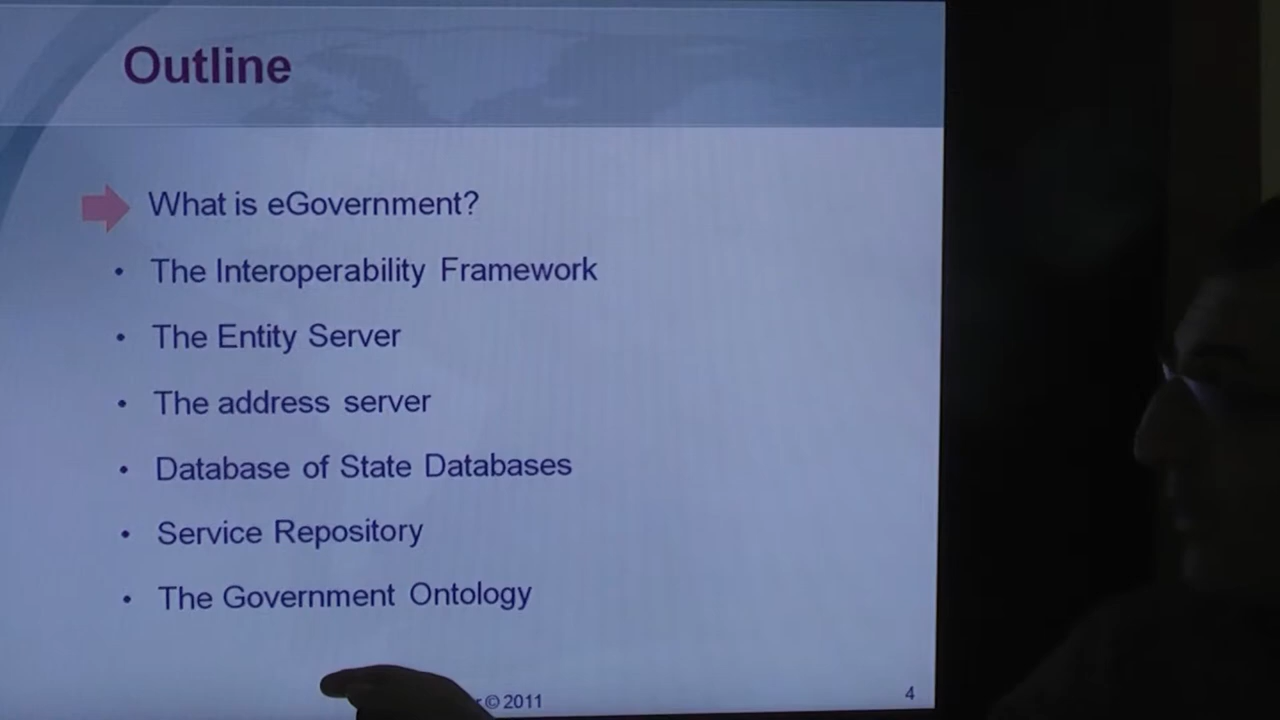 Outline
What is eGovernment?
• The Interoperability Framework
• The Entity Server
• The address server
• Database of State Databases
• Service Repository
• The Government Ontology
© 2011
4